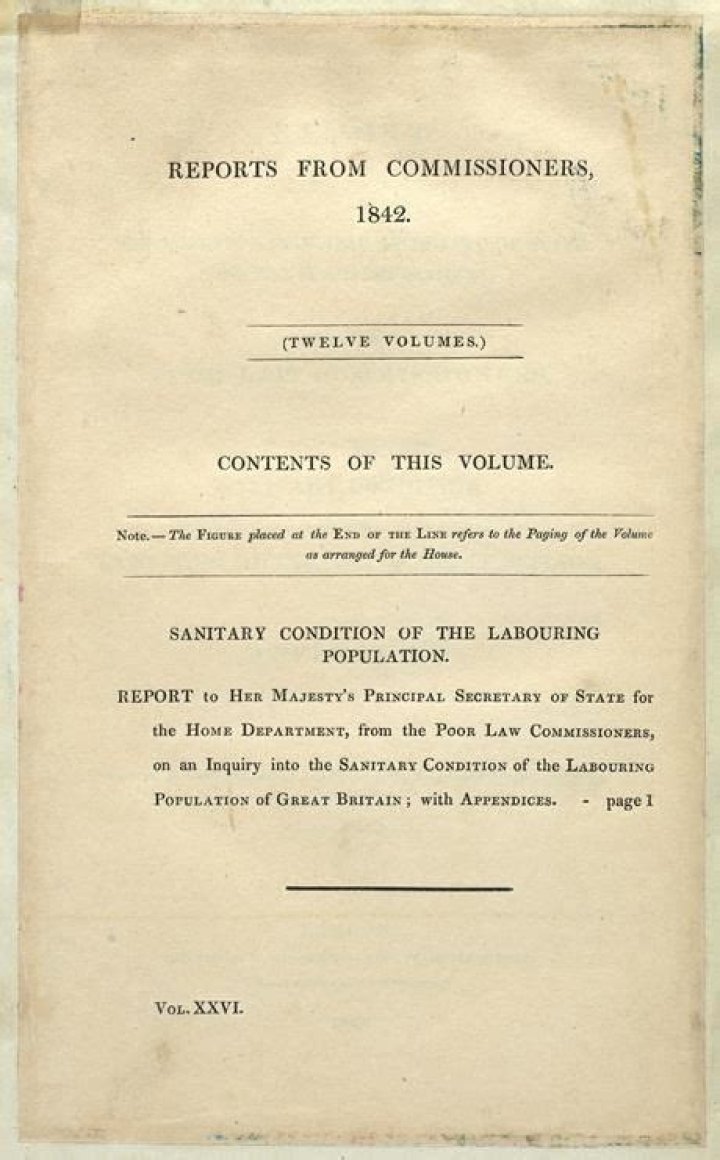 REPORTS FROM COMMISSIONERS,
1842.
(TWELVE VOLUMES.)
CONTENTS OF THIS VOLUME.
Note.—The FIGURE placed at the END OF THE LINE refers to the Paging of the Volume
as arranged for the House.
SANITARY CONDITION OF THE LABOURING
POPULATION.
REPORT to HER MAJESTY'S PRINCIPAL SECRETARY OF STATE for
the HOME DEPARTMENT, from the POOR LAW COMMISSIONERS,
on an Inquiry into the SANITARY CONDITION of the LABOURING
POPULATION of GREAT BRITAIN; with APPENDICES. - page 1
VOL. XXVI.